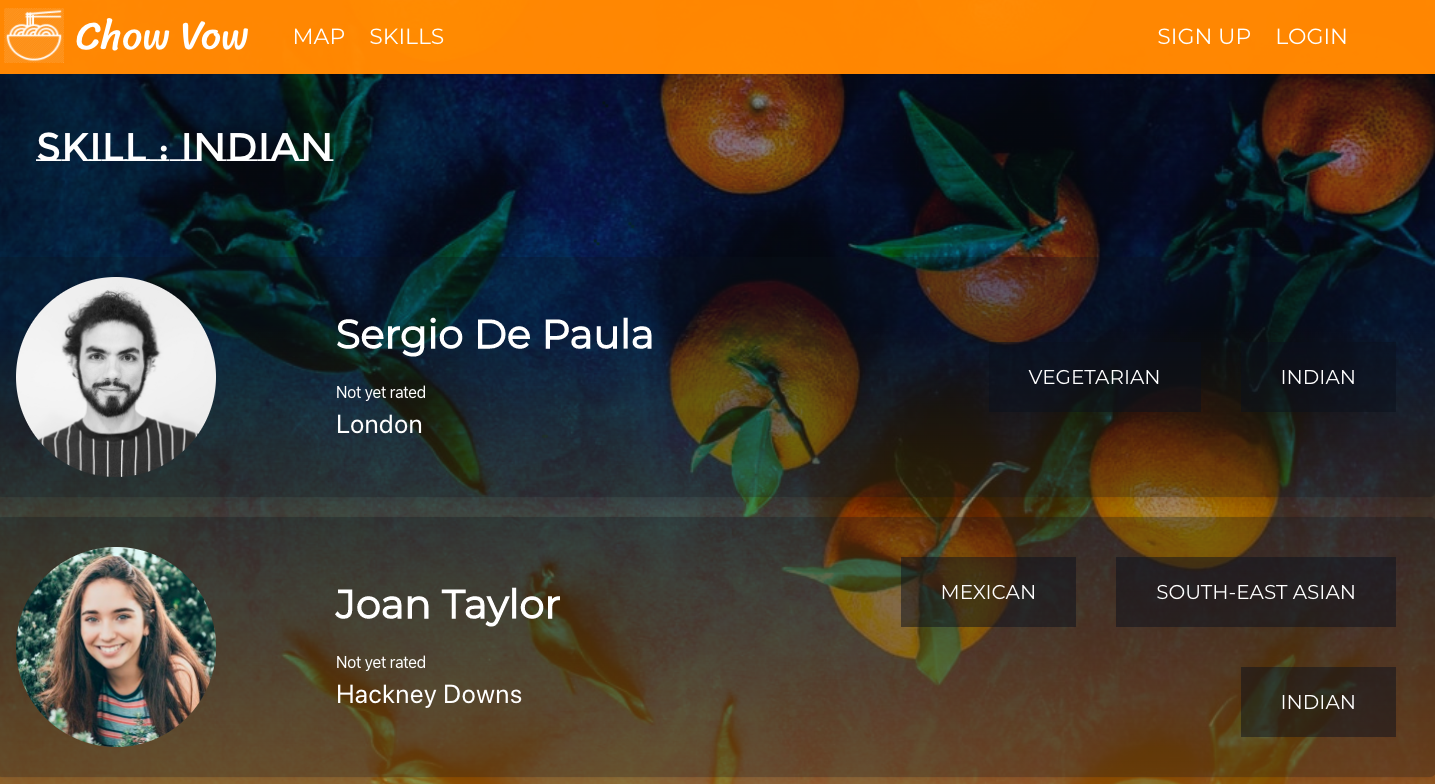 Chow Vow MAP SKILLS SIGN UP LOGIN
SKILL : INDIAN
Sergio De Paula
Not yet rated
London
VEGETARIAN INDIAN
Joan Taylor
Not yet rated
Hackney Downs
MEXICAN SOUTH-EAST ASIAN
INDIAN